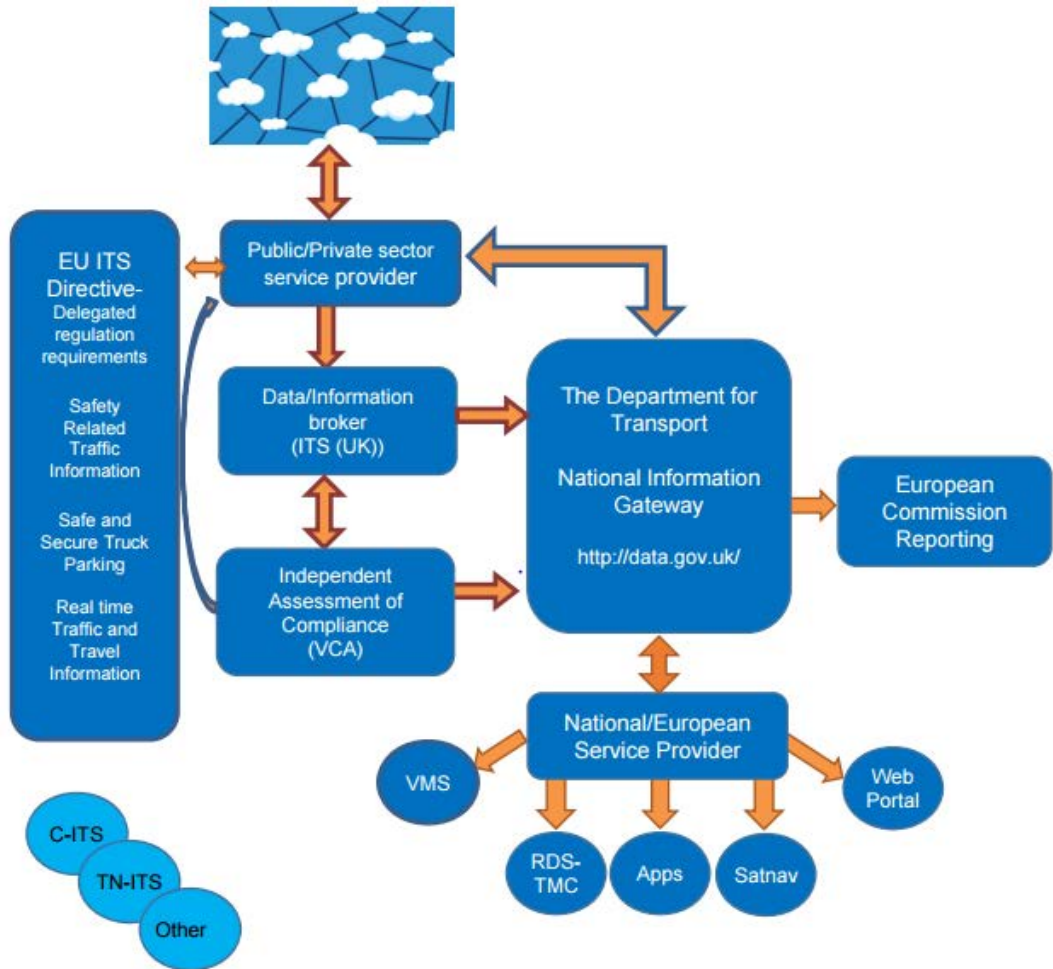 EU ITS
Directive-
Delegated
regulation
requirements
Safety
Related
Traffic
Information
Safe and
Secure Truck
Parking
Real time
Traffic and
Travel
Information
Public/Private sector
service provider
Data/Information
broker
(ITS (UK))
Independent
Assessment of
Compliance
(VCA)
The Department for
Transport
National Information
Gateway
http://data.gov.uk/
European
Commission
Reporting
National/European
Service Provider
VMS
RDS-
TMC
Apps
Satnav
Web
Portal
C-ITS
TN-ITS
Other